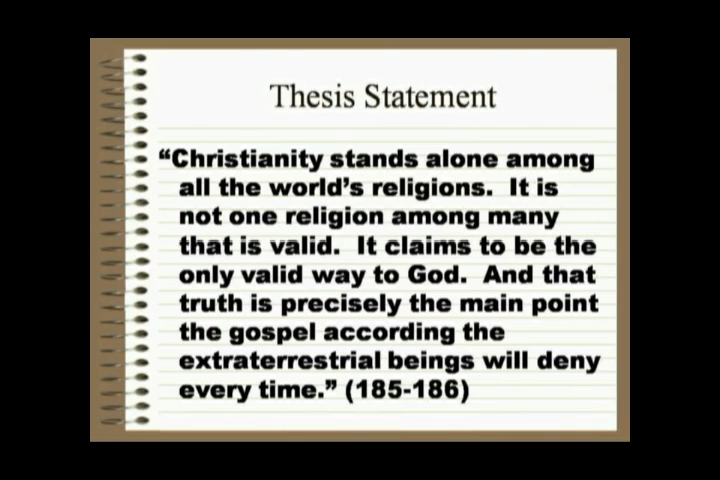 Thesis Statement
“Christianity stands alone among
all the world’s religions.  It is
not one religion among many
that is valid.  It claims to be the
only valid way to God.  And that
truth is precisely the main point
the gospel according the
extraterrestrial beings will deny
every time.” (185-186)